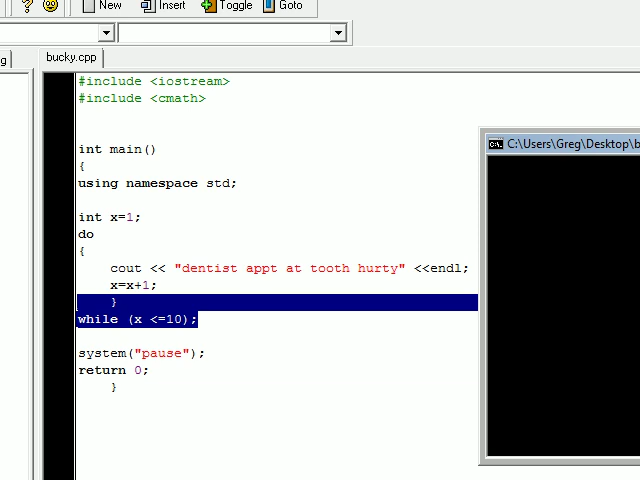 New Insert Toggle Goto
g bucky.cpp
#include <iostream>
#include <cmath>
int main()
{
using namespace std;
int x=1;
do
{
cout << "dentist appt at tooth hurty" <<endl;
x=x+1;
}
while (x <=10);
system("pause");
return 0;
}
C:\Users\Greg\Desktop\b